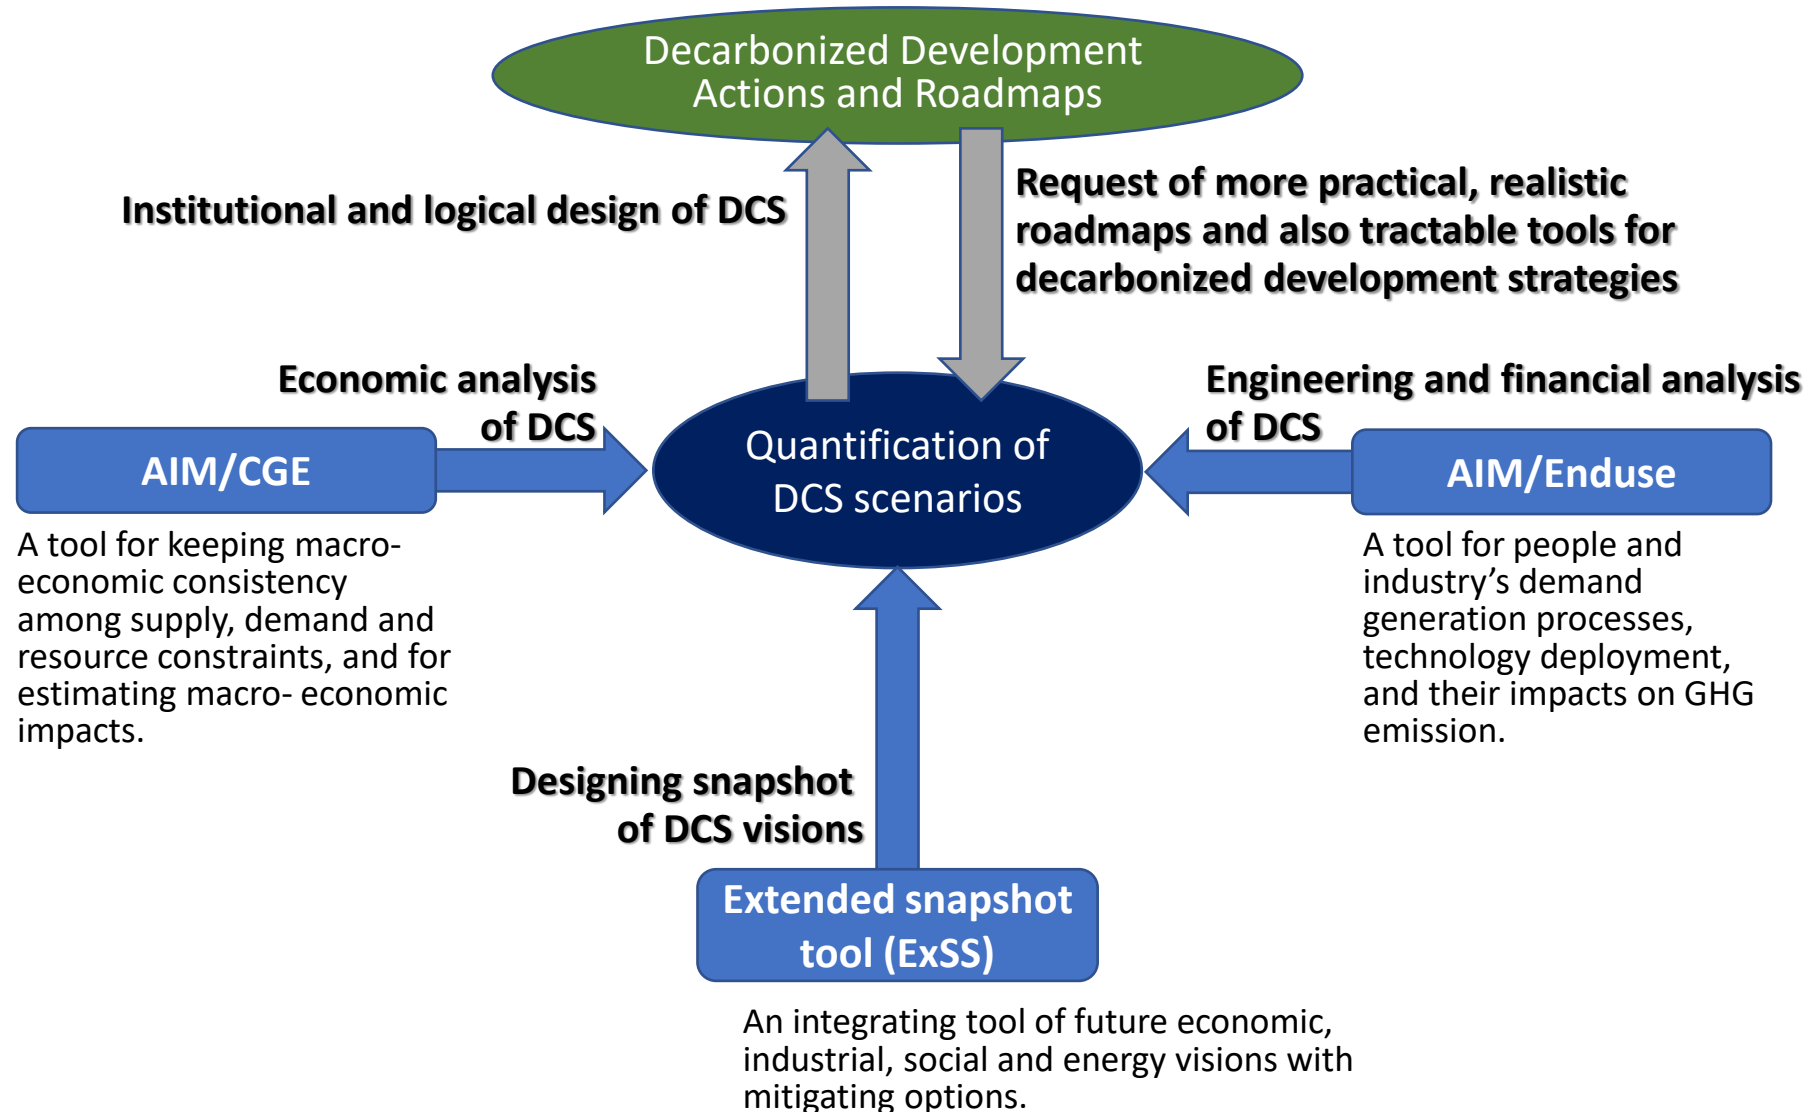 Decarbonized Development
Actions and Roadmaps
Institutional and logical design of DCS
Request of more practical, realistic
roadmaps and also tractable tools for
decarbonized development strategies
Economic analysis
of DCS
Engineering and financial analysis
of DCS
AIM/CGE
Quantification of
DCS scenarios
AIM/Enduse
A tool for keeping macro-
economic consistency
among supply, demand and
resource constraints, and for
estimating macro- economic
impacts.
A tool for people and
industry’s demand
generation processes,
technology deployment,
and their impacts on GHG
emission.
Designing snapshot
of DCS visions
Extended snapshot
tool (ExSS)
An integrating tool of future economic,
industrial, social and energy visions with
mitigating options.